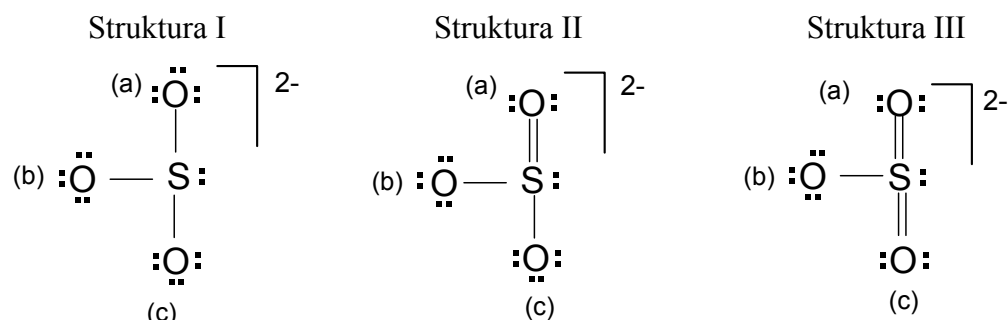 Struktura I
Struktura II
Struktura III
(a) :Ö: 2-
(b) :Ö — S :
:O:
(c)
(a) :O: 2-
(b) :Ö — S :
:O:
(c)
(a) :O: 2-
(b) :Ö — S :
:O:
(c)